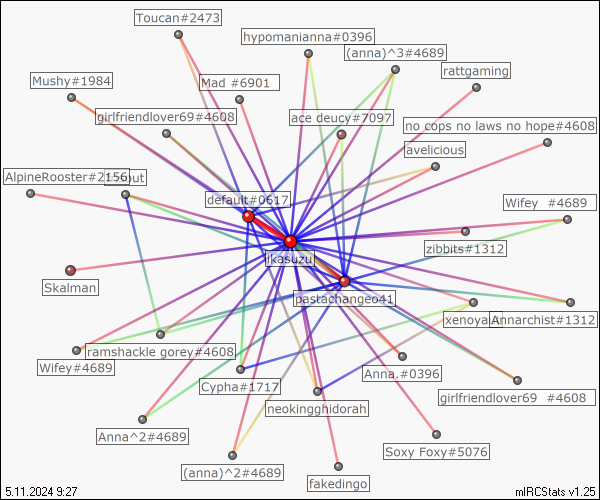 Toucan#2473
hypomanianna#0396
(anna)^3#4689
rattgaming
Mushy#1984
Mad #6901
girlfriendlover69#4608
ace deucy#7097
no cops no laws no hope#4608
avelicious
AlpineRooster#2156
default#0617
Wifey #4689
zibbits#1312
ikasuzu
Skalman
pastachangeo41
Annarchist#1312
ramshackle gorey#4608
Wifey#4689
Cypha#1717
Anna.#0396
girlfriendlover69 #4608
neokingghidorah
Anna^2#4689
Soxy Foxy#5076
(anna)^2#4689
fakedingo
5.11.2024 9:27
mIRCStats v1.25